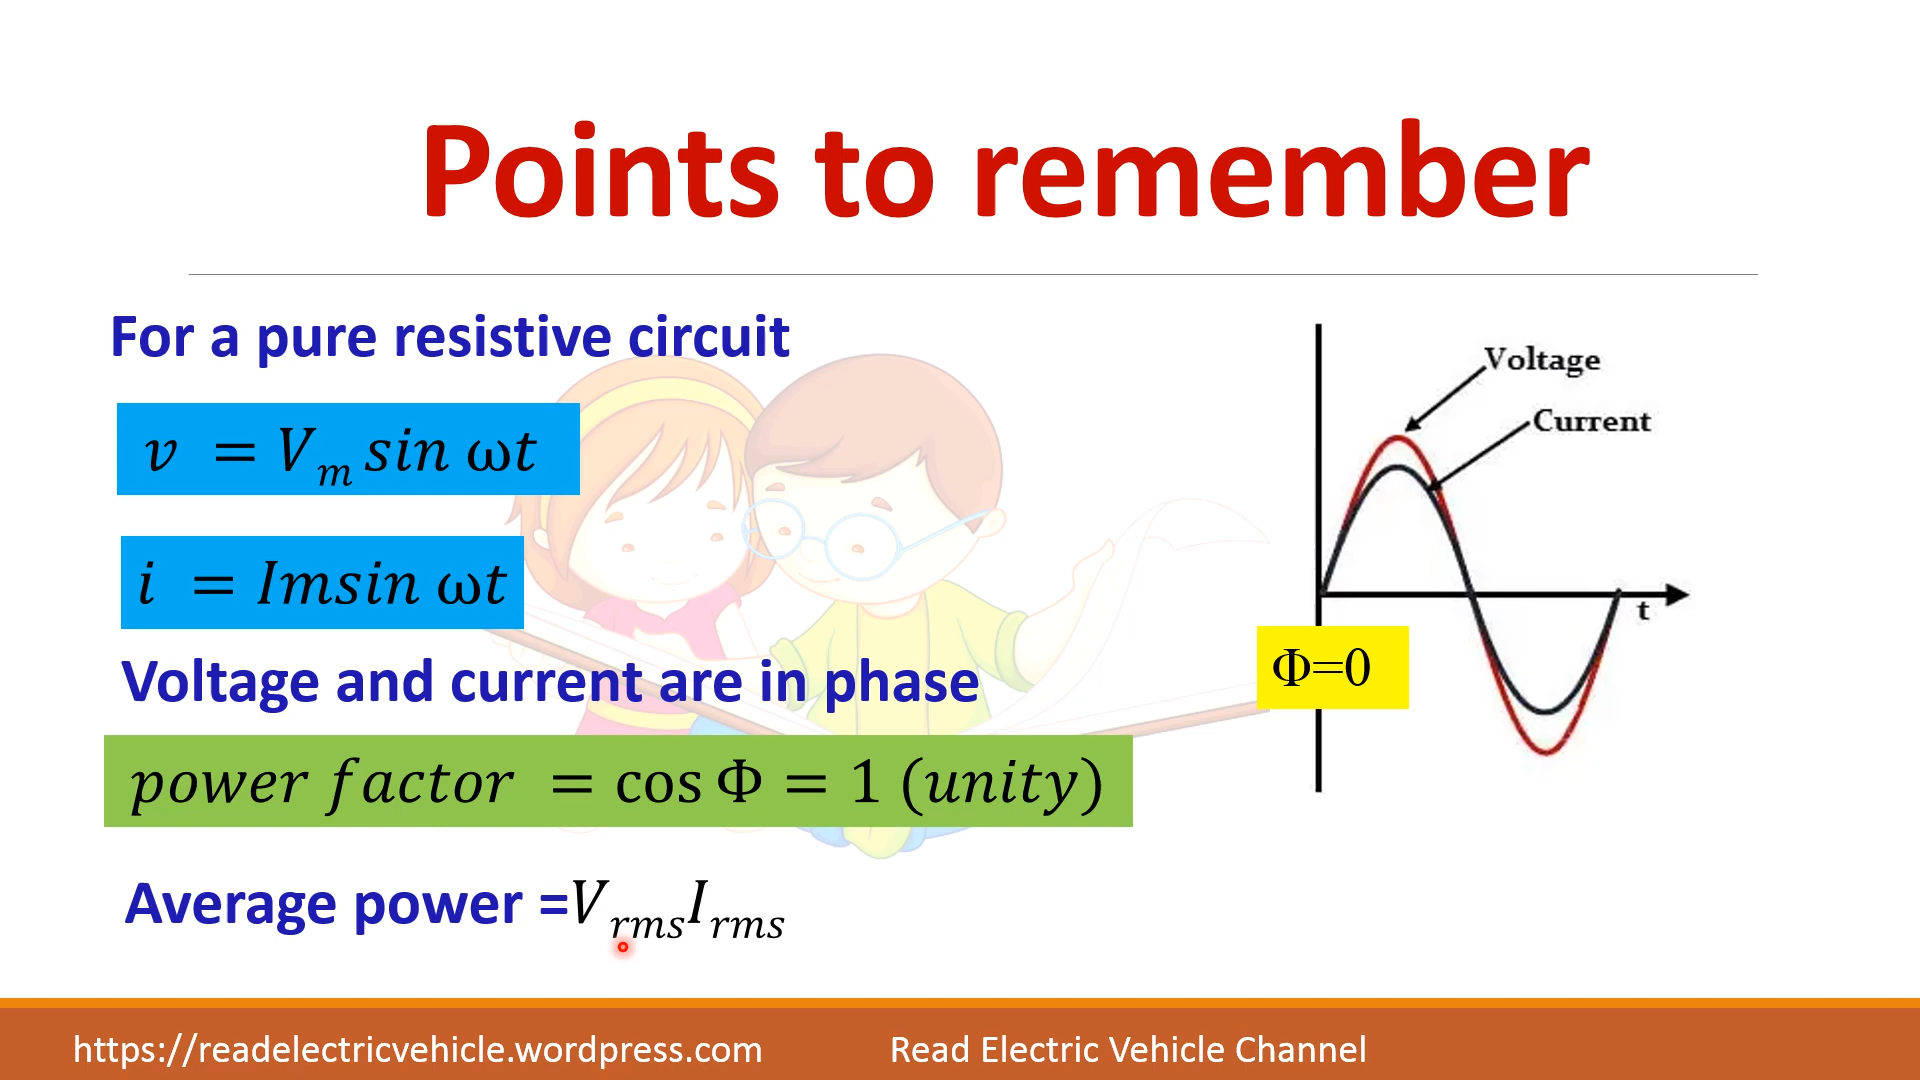 Points to remember
For a pure resistive circuit
v = Vₘ sin ωt
i = Imsin ωt
Voltage and current are in phase
power factor = cos Φ = 1 (unity)
Average power =V_rms I_rms
Voltage
Current
t
Φ=0
https://readelectricvehicle.wordpress.com
Read Electric Vehicle Channel